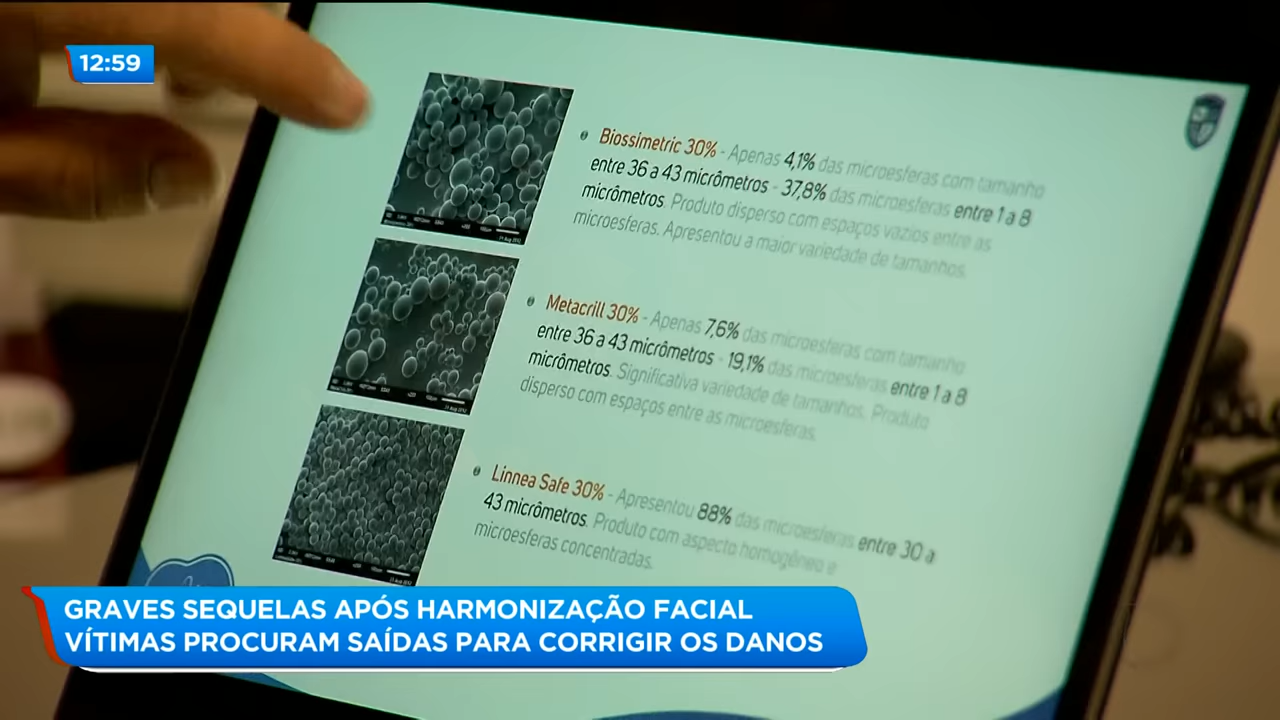 12:59
Biossimetric 30% - Apenas 4,1% das microesferas com tamanho
entre 36 a 43 micrômetros - 37,8% das microesferas entre 1 a 8
micrômetros. Produto disperso com espaços vazios entre as
microesferas. Apresentou a maior variedade de tamanhos.
Metacrill 30% - Apenas 7,6% das microesferas com tamanho
entre 36 a 43 micrômetros - 19,1% das microesferas entre 1 a 8
micrômetros. Significativa variedade de tamanhos. Produto
disperso com espaços entre as microesferas.
Linnea Safe 30% - Apresentou 88% das microesferas entre 30 a
43 micrômetros. Produto com aspecto homogêneo e
microesferas concentradas.
GRAVES SEQUELAS APÓS HARMONIZAÇÃO FACIAL
VÍTIMAS PROCURAM SAÍDAS PARA CORRIGIR OS DANOS